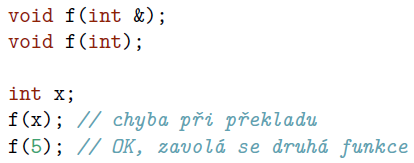 void f(int &);
void f(int);
int x;
f(x); // chyba při překladu
f(5); // OK, zavolá se druhá funkce